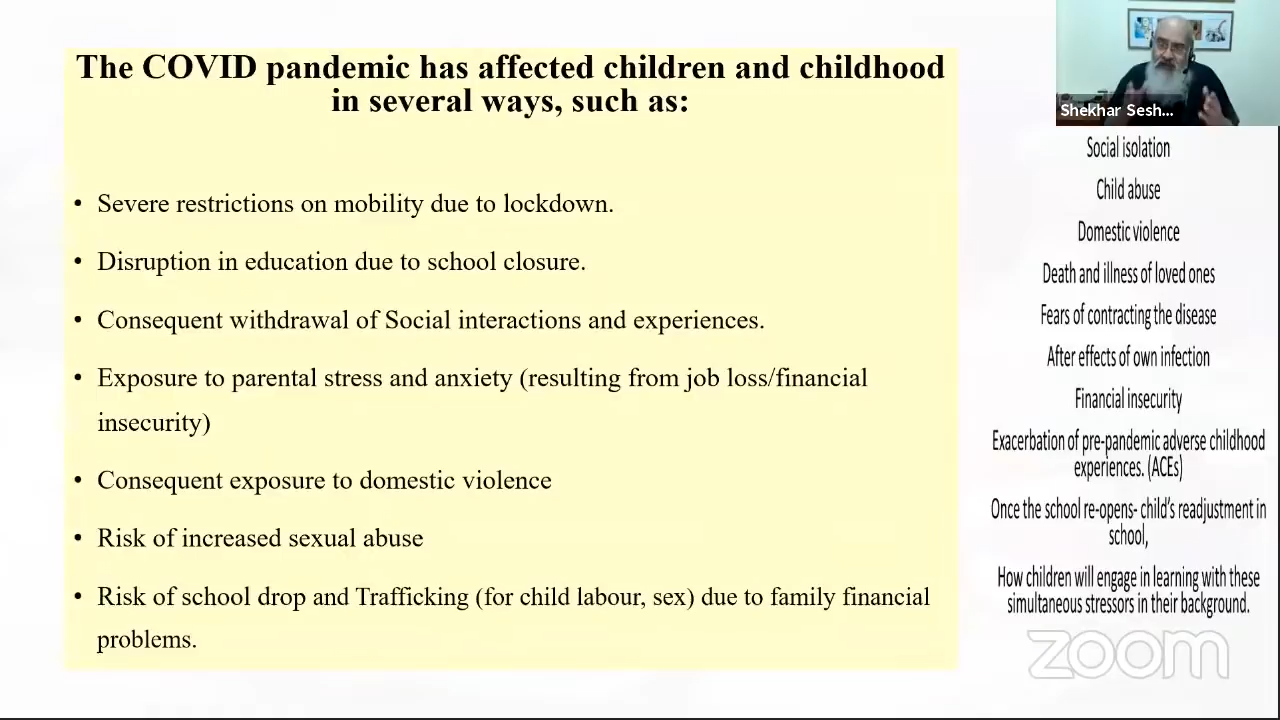 The COVID pandemic has affected children and childhood
in several ways, such as:
• Severe restrictions on mobility due to lockdown.
• Disruption in education due to school closure.
• Consequent withdrawal of Social interactions and experiences.
• Exposure to parental stress and anxiety (resulting from job loss/financial
insecurity)
• Consequent exposure to domestic violence
• Risk of increased sexual abuse
• Risk of school drop and Trafficking (for child labour, sex) due to family financial
problems.
Shekhar Sesh...
Social isolation
Child abuse
Domestic violence
Death and illness of loved ones
Fears of contracting the disease
After effects of own infection
Financial insecurity
Exacerbation of pre-pandemic adverse childhood
experiences. (ACEs)
Once the school re-opens- child's readjustment in
school,
How children will engage in learning with these
simultaneous stressors in their background.
zoom